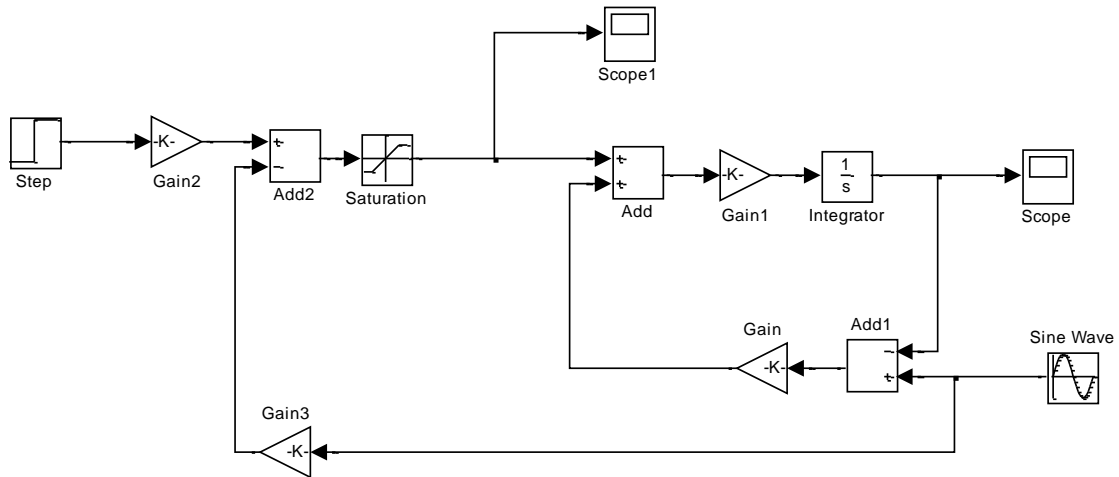 Scope1
-K-
+
-
Step
Gain2
Add2
Saturation
+
+
Add
-K-
Gain1
1
s
Integrator
Scope
Gain
-K-
Add1
-
+
Sine Wave
Gain3
-K-